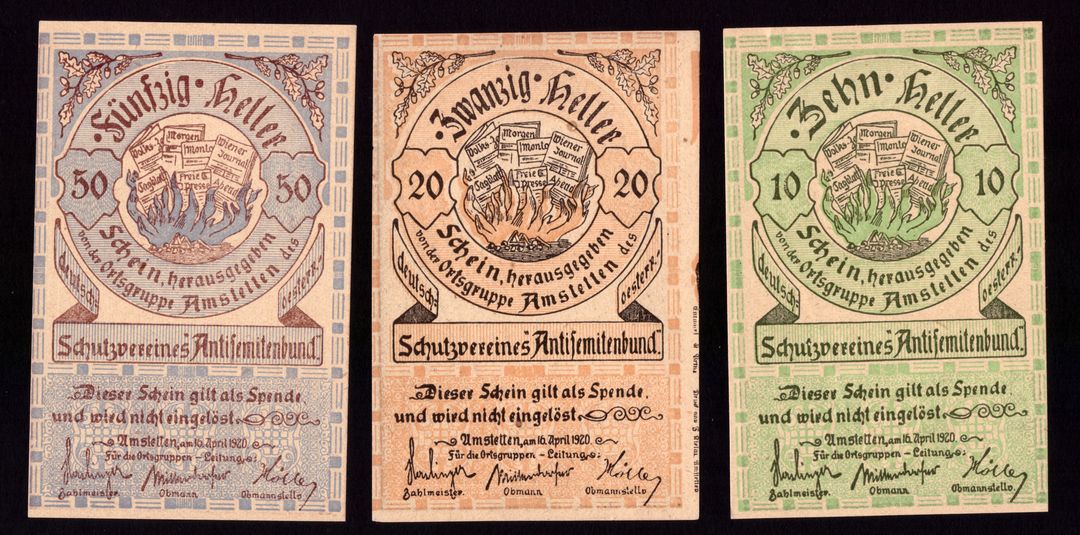 ·Fünfzig·Heller
Volks-
Morgen
Montag
Wiener
Journal
Tagblatt
Freie
presse
Abend
50
50
Schein, herausgegeben
von der Ortsgruppe Amstetten des
deutsch-
oesterr.-
Schutzvereines "Antisemitenbund."
Dieser Schein gilt als Spende,
und wird nicht eingelöst.
Amstetten, am 16. April 1920.
Für die Ortsgruppen-Leitung:
Zahlmeister.
Obmann
Obmannstellv.
·Zwanzig·Heller
Volks-
Morgen
Montag
Wiener
Journal
Tagblatt
Freie
presse
Abend
20
20
Schein, herausgegeben
von der Ortsgruppe Amstetten des
deutsch-
oesterr.-
Schutzvereines "Antisemitenbund."
Dieser Schein gilt als Spende,
und wird nicht eingelöst.
Amstetten, am 16. April 1920.
Für die Ortsgruppen-Leitung:
Zahlmeister.
Obmann
Obmannstellv.
·Zehn·Heller
Volks-
Morgen
Montag
Wiener
Journal
Tagblatt
Freie
presse
Abend
10
10
Schein, herausgegeben
von der Ortsgruppe Amstetten des
deutsch-
oesterr.-
Schutzvereines "Antisemitenbund."
Dieser Schein gilt als Spende,
und wird nicht eingelöst.
Amstetten, am 16. April 1920.
Für die Ortsgruppen-Leitung:
Zahlmeister.
Obmann
Obmannstellv.